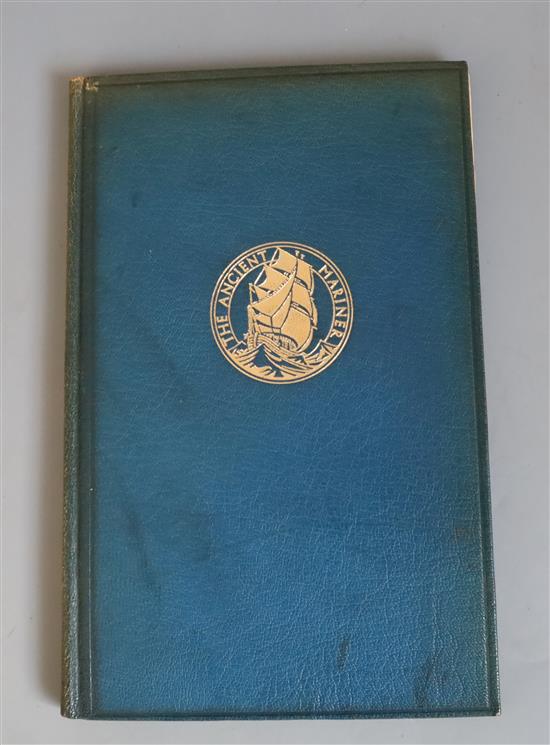 THE ANCIENT MARINER